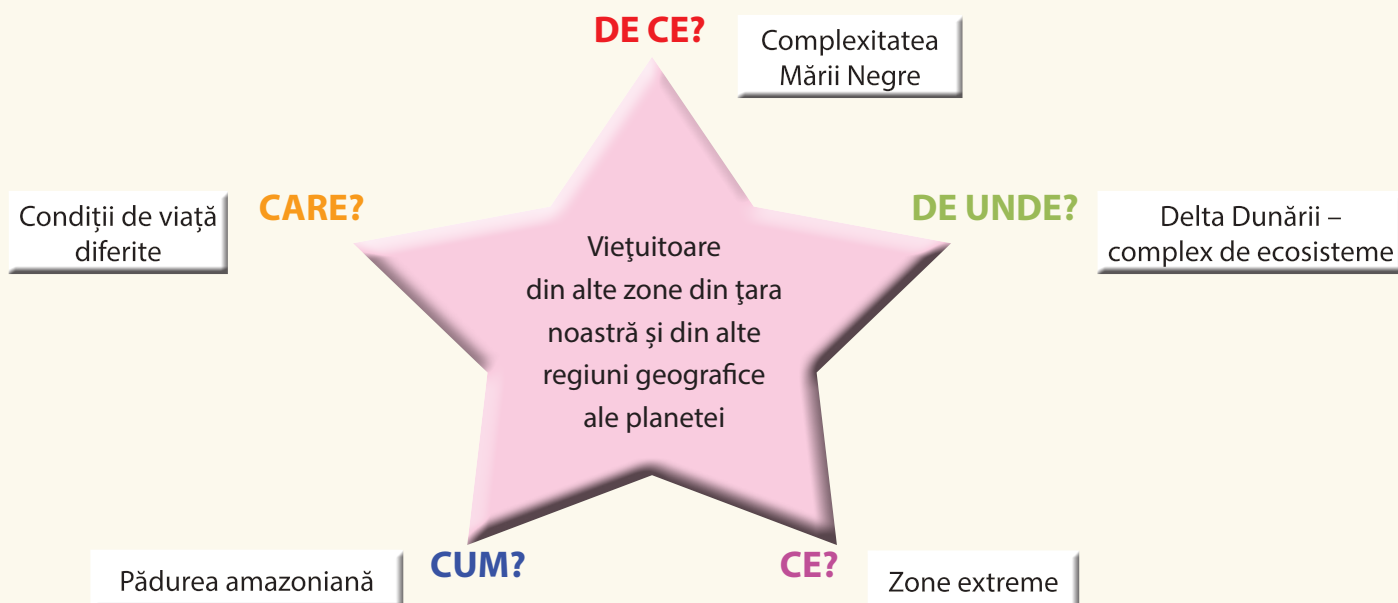 DE CE?
Complexitatea
Mării Negre
CARE?
Condiții de viață
diferite
DE UNDE?
Delta Dunării –
complex de ecosisteme
Vieţuitoare
din alte zone din ţara
noastră și din alte
regiuni geografice
ale planetei
CUM?
Pădurea amazoniană
CE?
Zone extreme